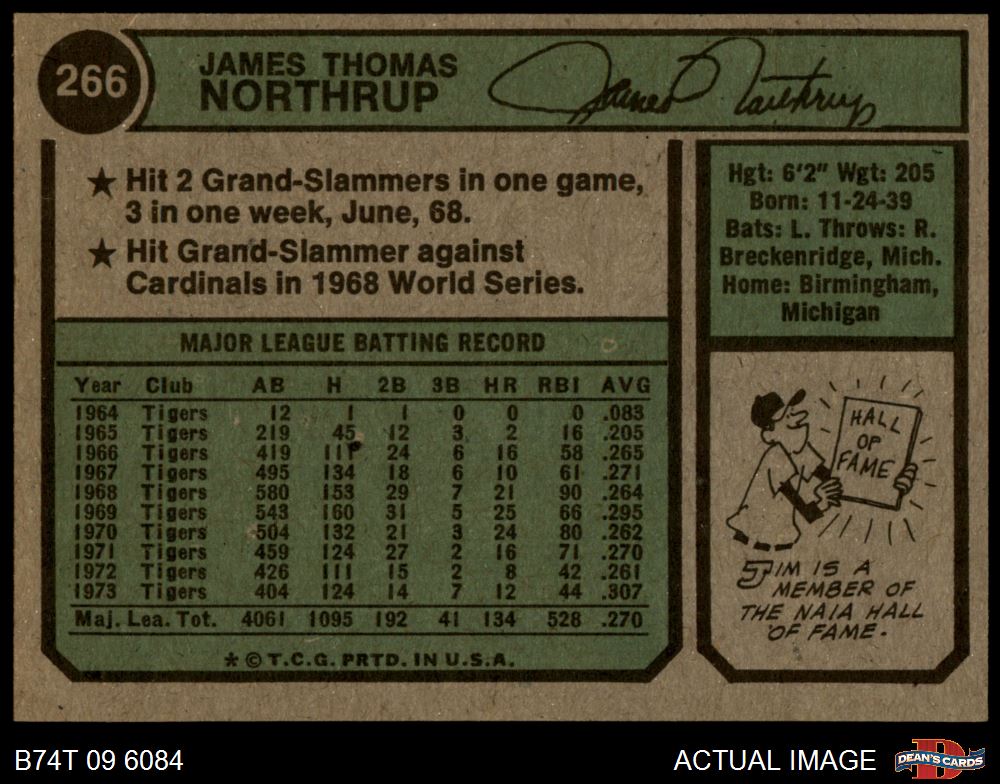 266
JAMES THOMAS
NORTHRUP
James Northrup
★ Hit 2 Grand-Slammers in one game,
3 in one week, June, 68.
★ Hit Grand-Slammer against
Cardinals in 1968 World Series.
Hgt: 6'2" Wgt: 205
Born: 11-24-39
Bats: L. Throws: R.
Breckenridge, Mich.
Home: Birmingham,
Michigan
MAJOR LEAGUE BATTING RECORD
Year Club AB H 2B 3B HR RBI AVG
1964 Tigers 12 1 1 0 0 0 .083
1965 Tigers 219 45 12 3 2 16 .205
1966 Tigers 419 111 24 6 16 58 .265
1967 Tigers 495 134 18 6 10 61 .271
1968 Tigers 580 153 29 7 21 90 .264
1969 Tigers 543 160 31 5 25 66 .295
1970 Tigers 504 132 21 3 24 80 .262
1971 Tigers 459 124 27 2 16 71 .270
1972 Tigers 426 111 15 2 8 42 .261
1973 Tigers 404 124 14 7 12 44 .307
Maj. Lea. Tot. 4061 1095 192 41 134 528 .270
* © T.C.G. PRTD. IN U.S.A.
HALL
OF
FAME
JIM IS A
MEMBER OF
THE NAIA HALL
OF FAME.
B74T 09 6084
ACTUAL IMAGE
DEAN'S CARDS